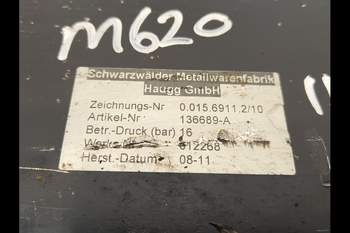 M620
Schwarzwälder Metallwarenfabrik
Haugg GmbH
Zeichnungs-Nr 0.015.6911.2/10
Artikel-Nr 136689-A
Betr.-Druck (bar) 16
612268
Herst.-Datum 08-11